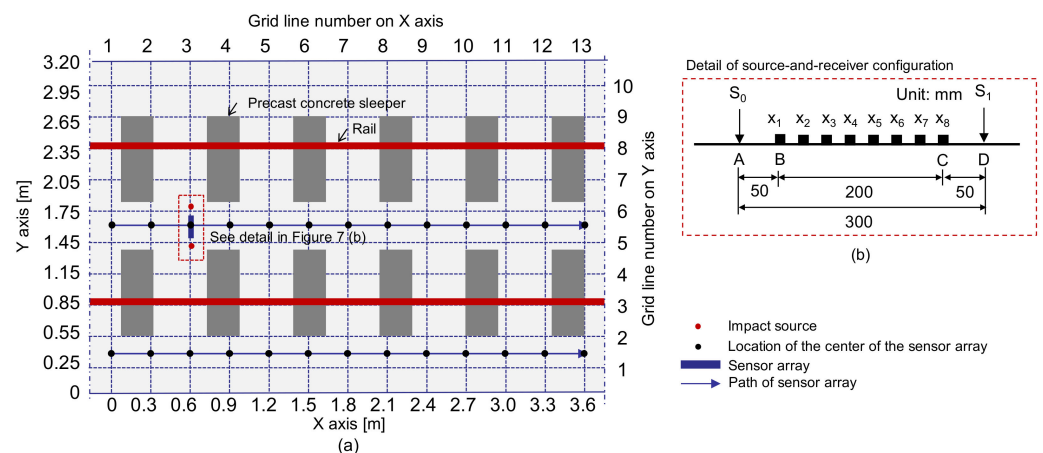 Grid line number on X axis
1 2 3 4 5 6 7 8 9 10 11 12 13
3.20
2.95
2.65
2.35
2.05
1.75
1.45
1.15
0.85
0.55
0.25
0
Y axis [m]
Precast concrete sleeper
Rail
See detail in Figure 7 (b)
10
9
8
7
6
5
4
3
2
1
Grid line number on Y axis
0 0.3 0.6 0.9 1.2 1.5 1.8 2.1 2.4 2.7 3.0 3.3 3.6
X axis [m]
(a)
Detail of source-and-receiver configuration
S0 Unit: mm S1
x1 x2 x3 x4 x5 x6 x7 x8
A B C D
50 200 50
300
(b)
Impact source
Location of the center of the sensor array
Sensor array
Path of sensor array